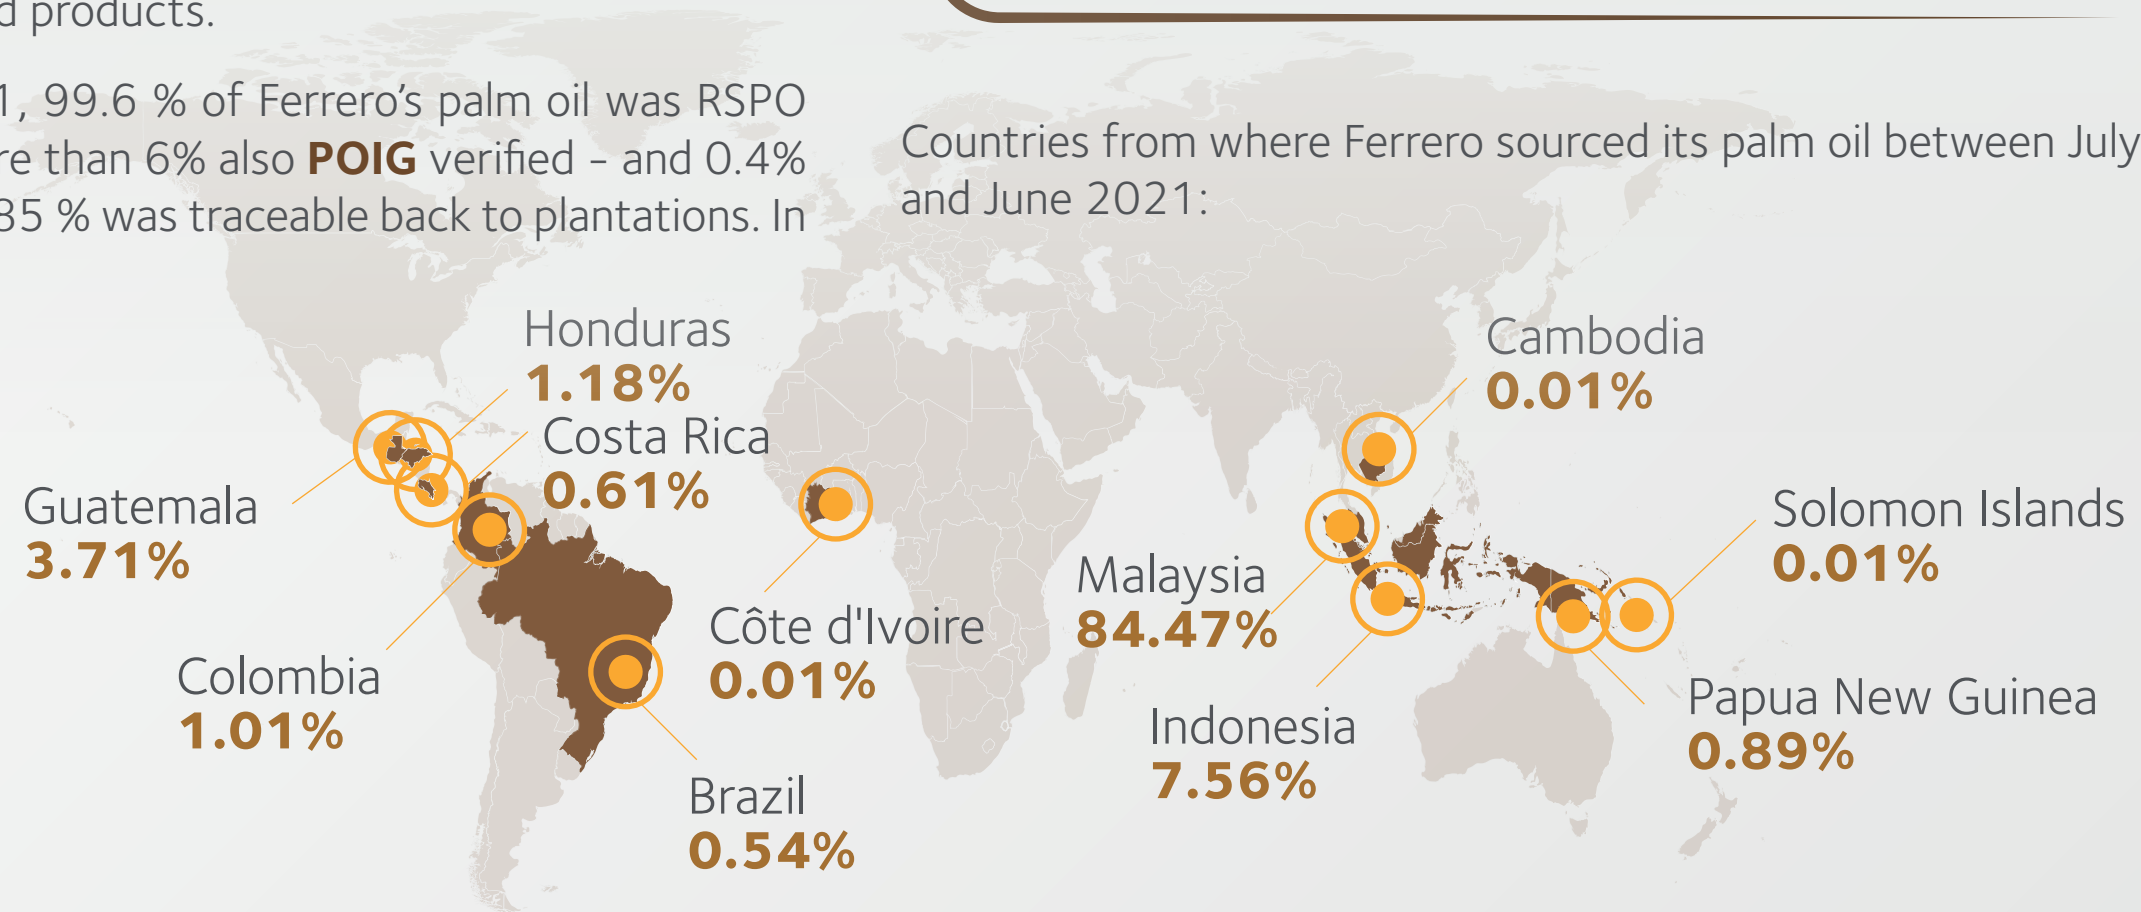 d products.
1, 99.6 % of Ferrero’s palm oil was RSPO
re than 6% also POIG verified - and 0.4%
85 % was traceable back to plantations. In
Countries from where Ferrero sourced its palm oil between July
and June 2021:
Honduras
1.18%
Costa Rica
0.61%
Guatemala
3.71%
Colombia
1.01%
Brazil
0.54%
Côte d'Ivoire
0.01%
Cambodia
0.01%
Malaysia
84.47%
Indonesia
7.56%
Solomon Islands
0.01%
Papua New Guinea
0.89%